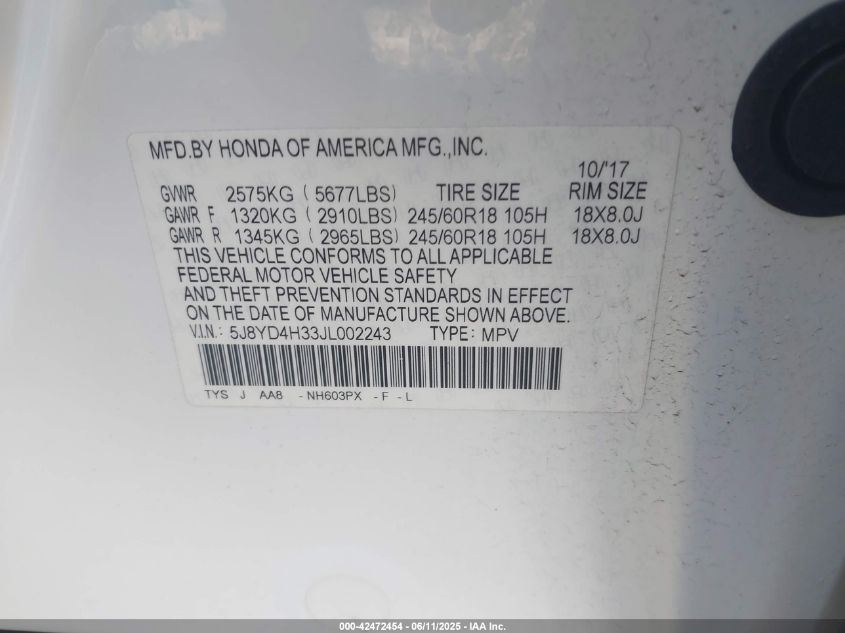 MFD.BY HONDA OF AMERICA MFG.,INC.
10/'17
GVWR 2575KG ( 5677LBS) TIRE SIZE RIM SIZE
GAWR F 1320KG ( 2910LBS) 245/60R18 105H 18X8.0J
GAWR R 1345KG ( 2965LBS) 245/60R18 105H 18X8.0J
THIS VEHICLE CONFORMS TO ALL APPLICABLE
FEDERAL MOTOR VEHICLE SAFETY
AND THEFT PREVENTION STANDARDS IN EFFECT
ON THE DATE OF MANUFACTURE SHOWN ABOVE.
V.I.N.: 5J8YD4H33JL002243 TYPE: MPV
TYS J AA8 - NH603PX - F - L
000-42472454 - 06/11/2025 - IAA Inc.